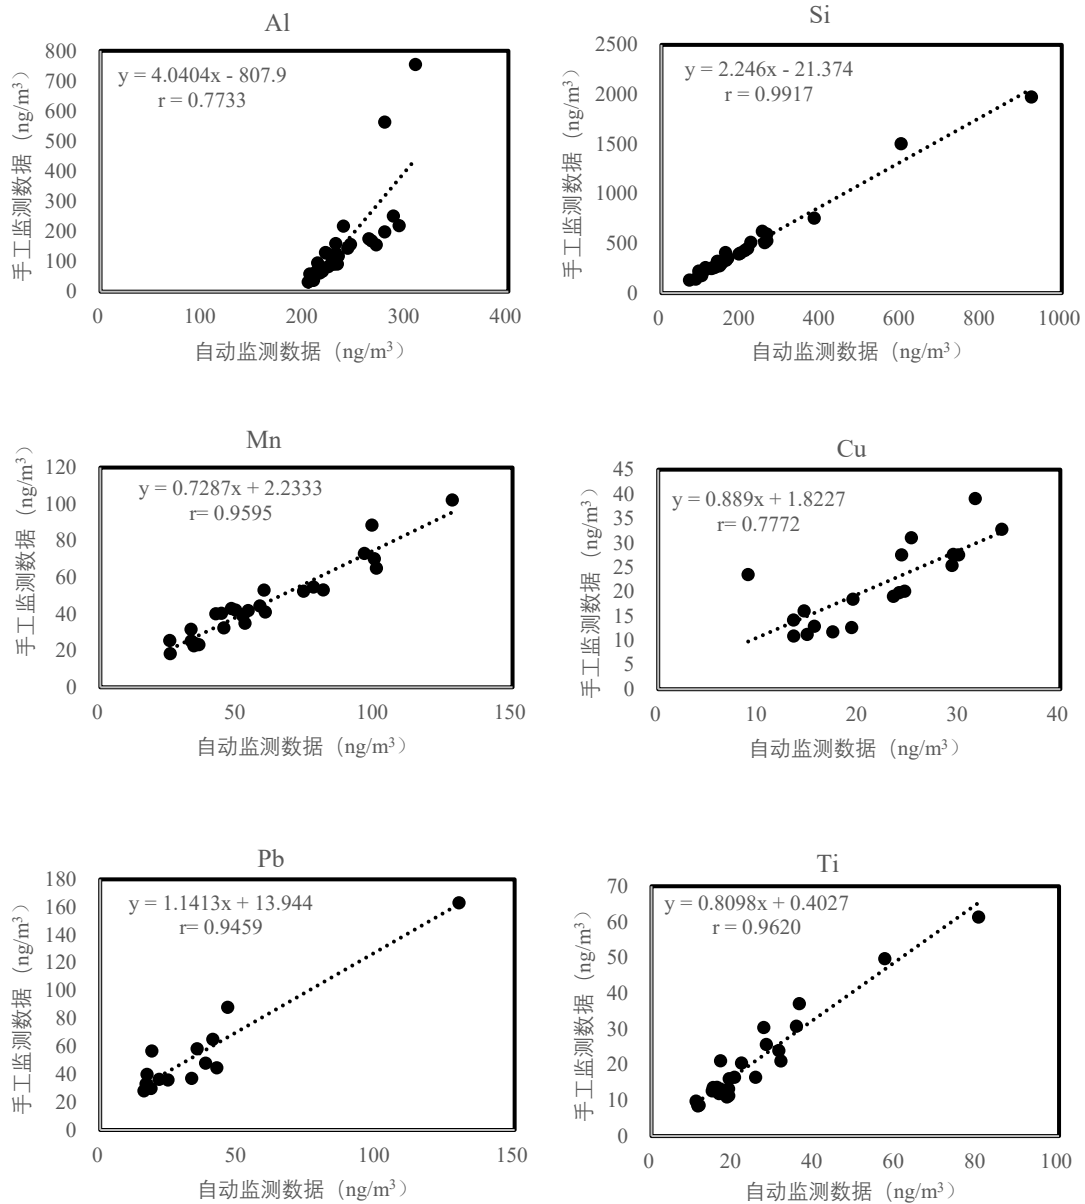 Al
y = 4.0404x - 807.9
r = 0.7733
手工监测数据（ng/m³）
800
700
600
500
400
300
200
100
0
0 100 200 300 400
自动监测数据（ng/m³）
Si
y = 2.246x - 21.374
r = 0.9917
手工监测数据（ng/m³）
2500
2000
1500
1000
500
0
0 200 400 600 800 1000
自动监测数据（ng/m³）
Mn
y = 0.7287x + 2.2333
r= 0.9595
手工监测数据（ng/m³）
120
100
80
60
40
20
0
0 50 100 150
自动监测数据（ng/m³）
Cu
y = 0.889x + 1.8227
r= 0.7772
手工监测数据（ng/m³）
45
40
35
30
25
20
15
10
5
0
0 10 20 30 40
自动监测数据（ng/m³）
Pb
y = 1.1413x + 13.944
r= 0.9459
手工监测数据（ng/m³）
180
160
140
120
100
80
60
40
20
0
0 50 100 150
自动监测数据（ng/m³）
Ti
y = 0.8098x + 0.4027
r = 0.9620
手工监测数据（ng/m³）
70
60
50
40
30
20
10
0
0 20 40 60 80 100
自动监测数据（ng/m³）